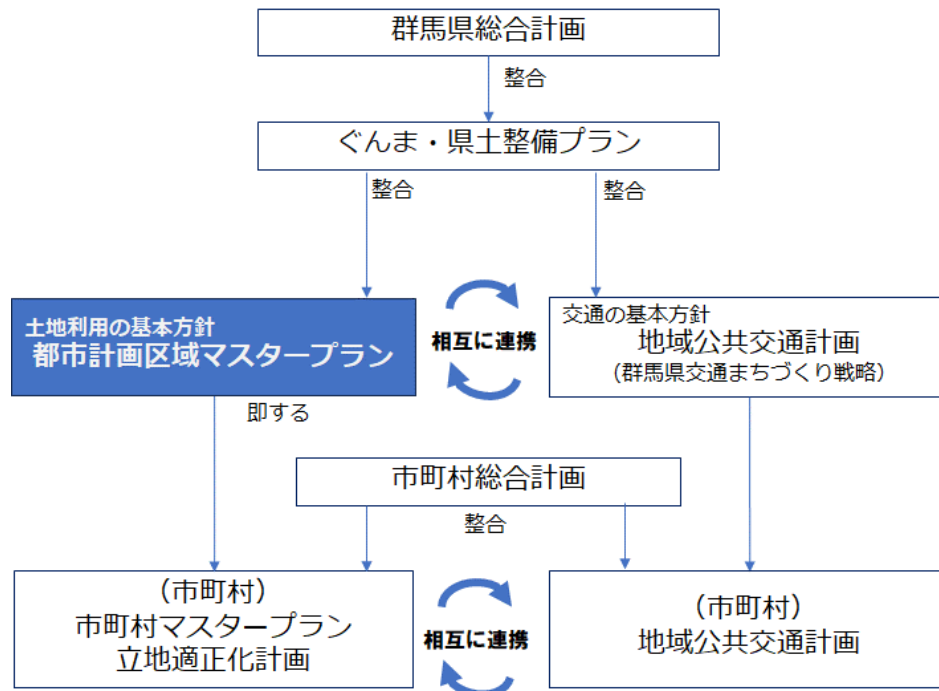 群馬県総合計画
整合
ぐんま・県土整備プラン
整合
整合
土地利用の基本方針
都市計画区域マスタープラン
相互に連携
交通の基本方針
地域公共交通計画
（群馬県交通まちづくり戦略）
即する
市町村総合計画
整合
（市町村）
市町村マスタープラン
立地適正化計画
相互に連携
（市町村）
地域公共交通計画